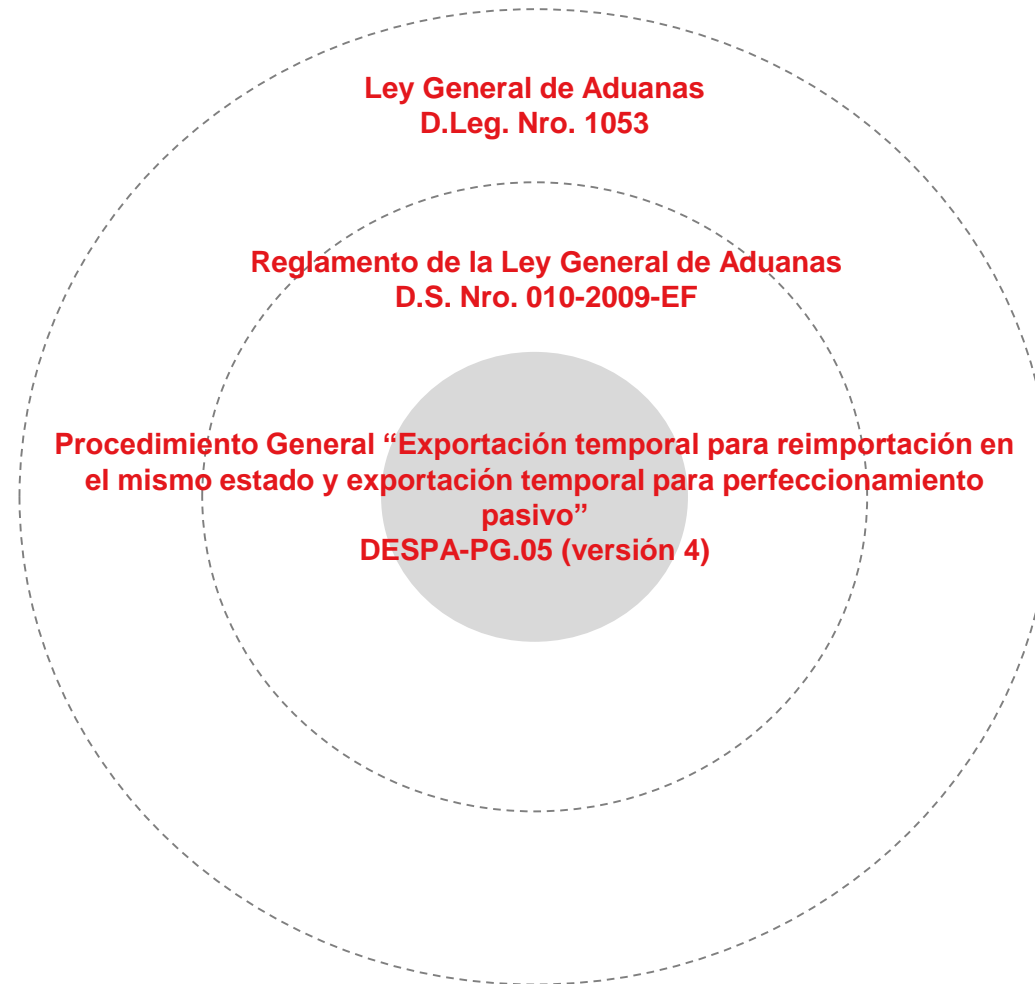 Ley General de Aduanas
D.Leg. Nro. 1053
Reglamento de la Ley General de Aduanas
D.S. Nro. 010-2009-EF
Procedimiento General “Exportación temporal para reimportación en
el mismo estado y exportación temporal para perfeccionamiento
pasivo”
DESPA-PG.05 (versión 4)